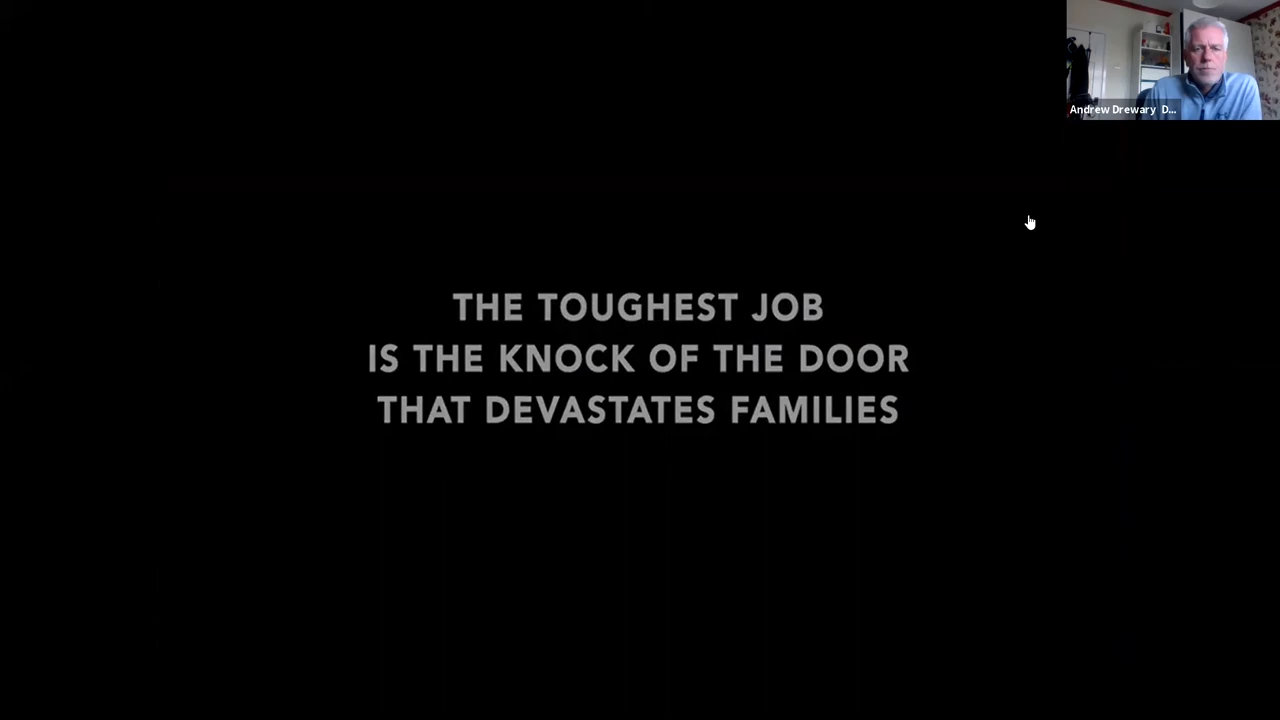 Andrew Drewary D...
THE TOUGHEST JOB
IS THE KNOCK OF THE DOOR
THAT DEVASTATES FAMILIES